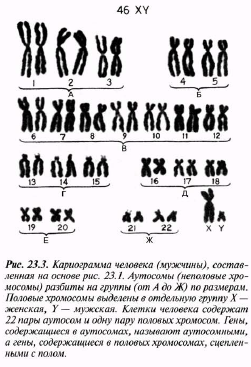 46 XY
1 2 3 4 5
А Б
6 7 8 9 10 11 12
В
13 14 15 16 17 18
Г Д
X Y
19 20 21 22
Е Ж
Рис. 23.3. Кариограмма человека (мужчины), состав-
ленная на основе рис. 23.1. Аутосомы (неполовые хро-
мосомы) разбиты на группы (от А до Ж) по размерам.
Половые хромосомы выделены в отдельную группу X —
женская, Y — мужская. Клетки человека содержат
22 пары аутосом и одну пару половых хромосом. Гены,
содержащиеся в аутосомах, называют аутосомными,
а гены, содержащиеся в половых хромосомах, сцеплен-
ными с полом.